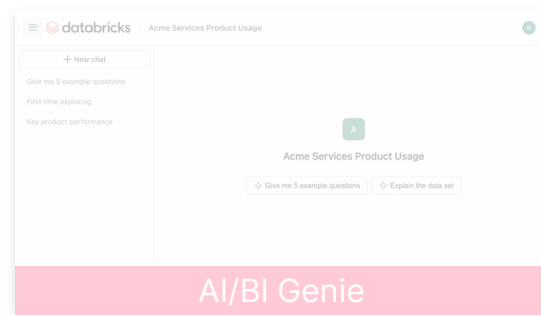 databricks
Acme Services Product Usage
B
+ New chat
Give me 5 example questions
First time exploring
Key product performance
A
Acme Services Product Usage
Give me 5 example questions
Explain the data set
AI/BI Genie